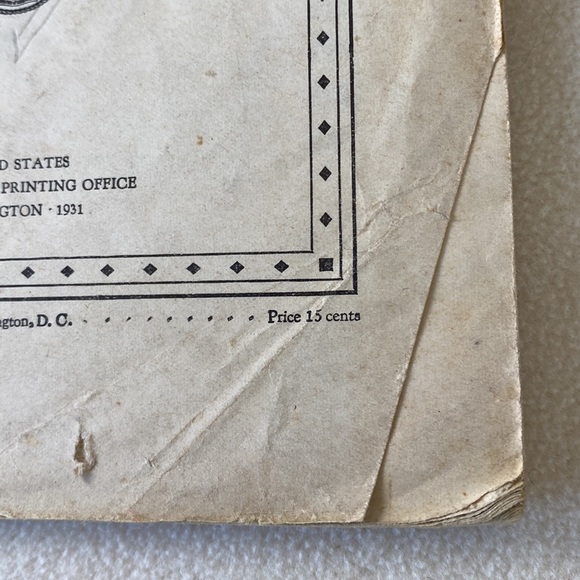 D STATES
PRINTING OFFICE
GTON · 1931
gton, D. C. - - - - - - - - - Price 15 cents